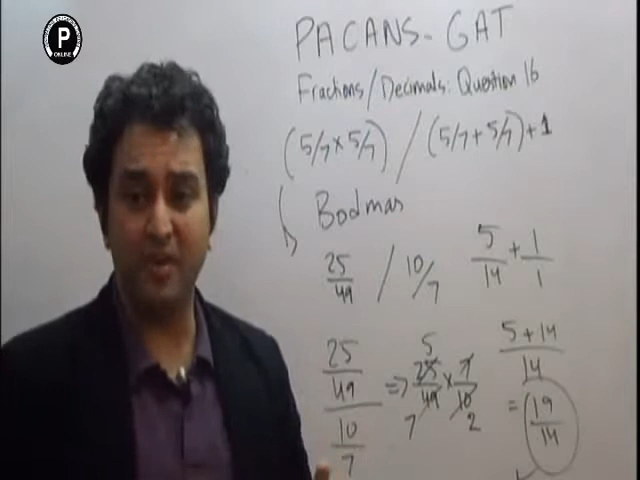 P
ONLINE
PACANS - GAT
Fractions/Decimals: Question 16
(5/7 x 5/7) / (5/7 + 5/7) + 1
Bodmas
25/49 / 10/7
5/14 + 1/1
25/49
10/7
=> 25/49 x 7/10
5
7
2
5 + 14
14
= 19/14